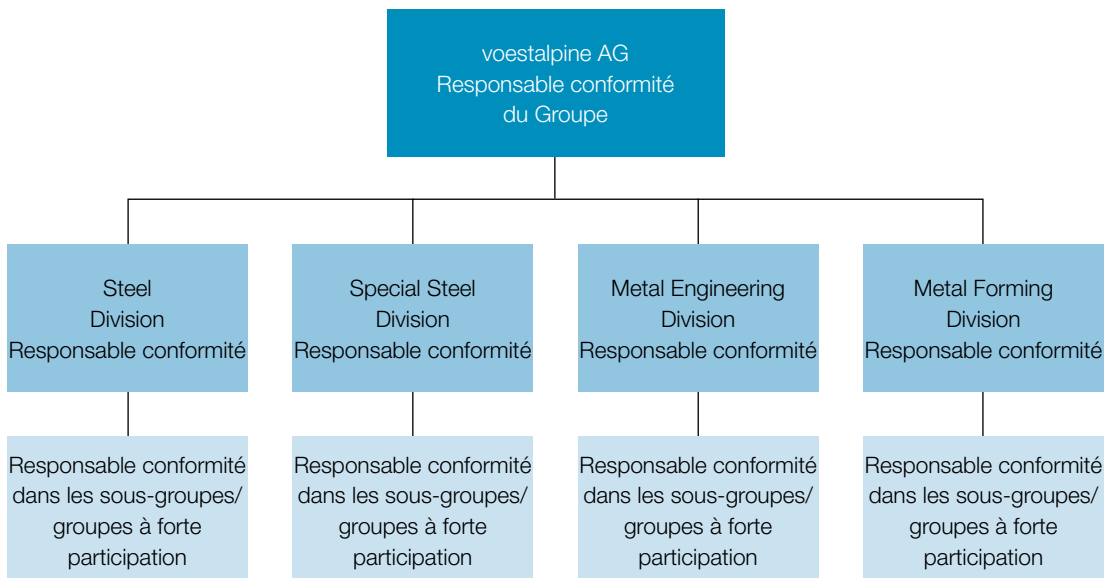 voestalpine AG
Responsable conformité
du Groupe
Steel
Division
Responsable conformité
Special Steel
Division
Responsable conformité
Metal Engineering
Division
Responsable conformité
Metal Forming
Division
Responsable conformité
Responsable conformité
dans les sous-groupes/
groupes à forte
participation
Responsable conformité
dans les sous-groupes/
groupes à forte
participation
Responsable conformité
dans les sous-groupes/
groupes à forte
participation
Responsable conformité
dans les sous-groupes/
groupes à forte
participation